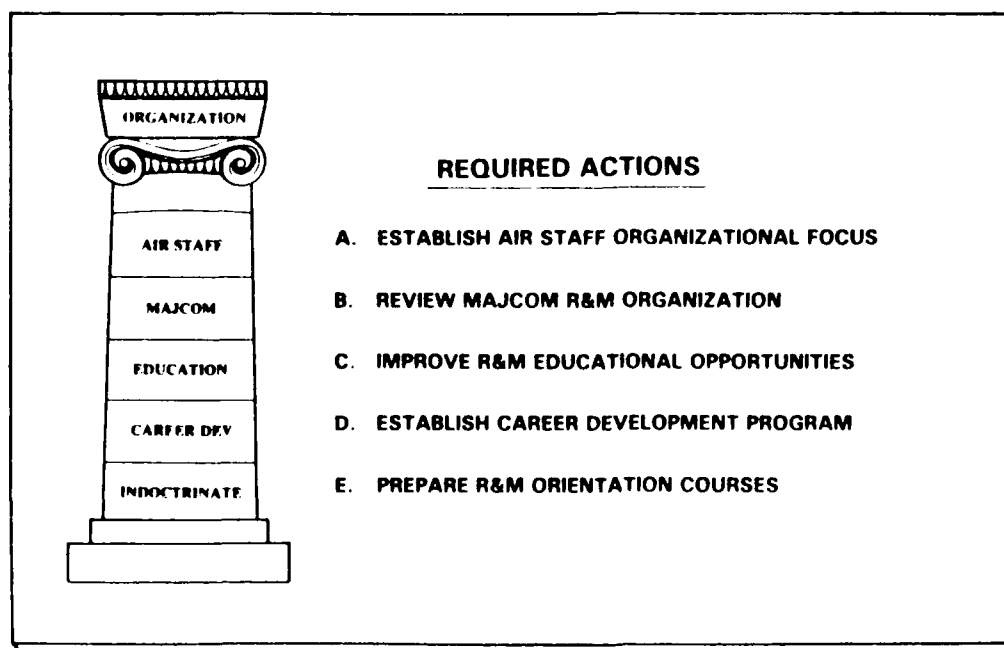 ORGANIZATION
AIR STAFF
MAJCOM
EDUCATION
CAREER DEV
INDOCTRINATE
REQUIRED ACTIONS
A. ESTABLISH AIR STAFF ORGANIZATIONAL FOCUS
B. REVIEW MAJCOM R&M ORGANIZATION
C. IMPROVE R&M EDUCATIONAL OPPORTUNITIES
D. ESTABLISH CAREER DEVELOPMENT PROGRAM
E. PREPARE R&M ORIENTATION COURSES